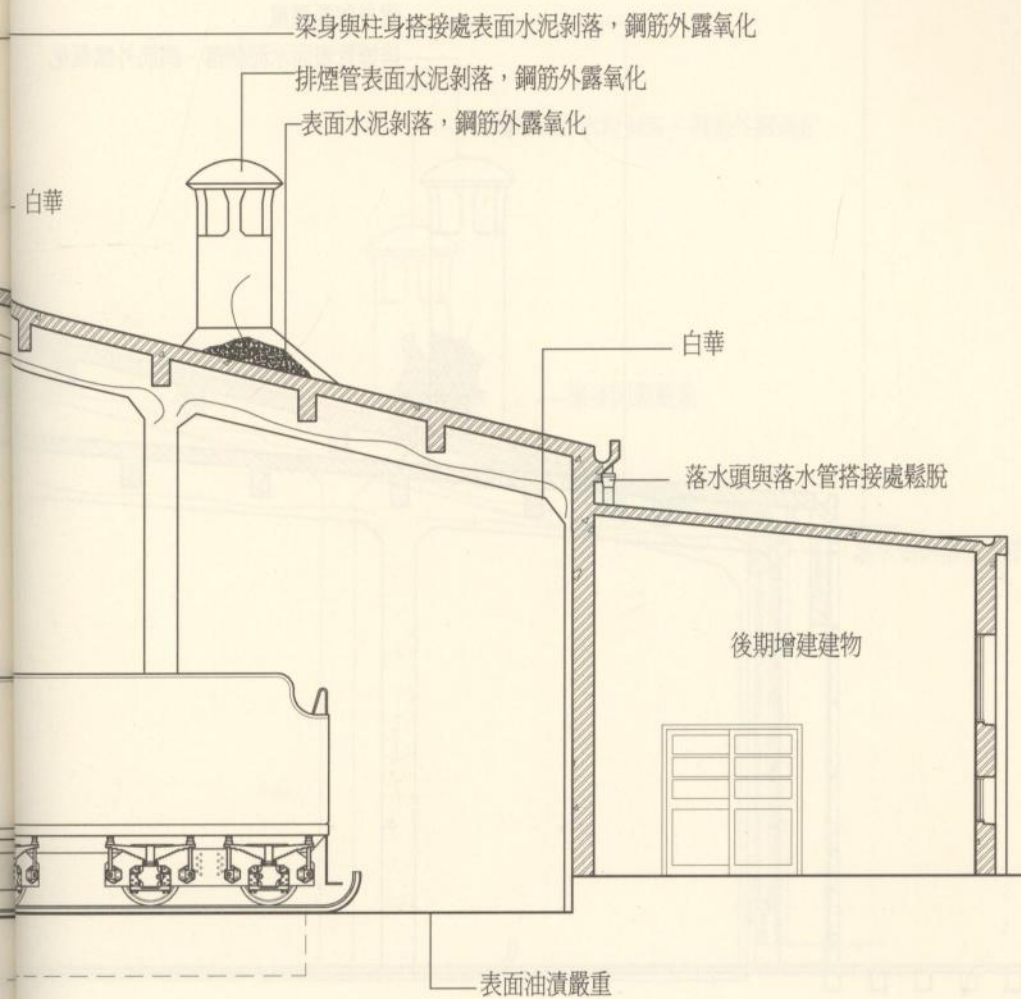 梁身與柱身搭接處表面水泥剝落，鋼筋外露氧化
排煙管表面水泥剝落，鋼筋外露氧化
表面水泥剝落，鋼筋外露氧化
白華
白華
落水頭與落水管搭接處鬆脫
後期增建建物
表面油漬嚴重